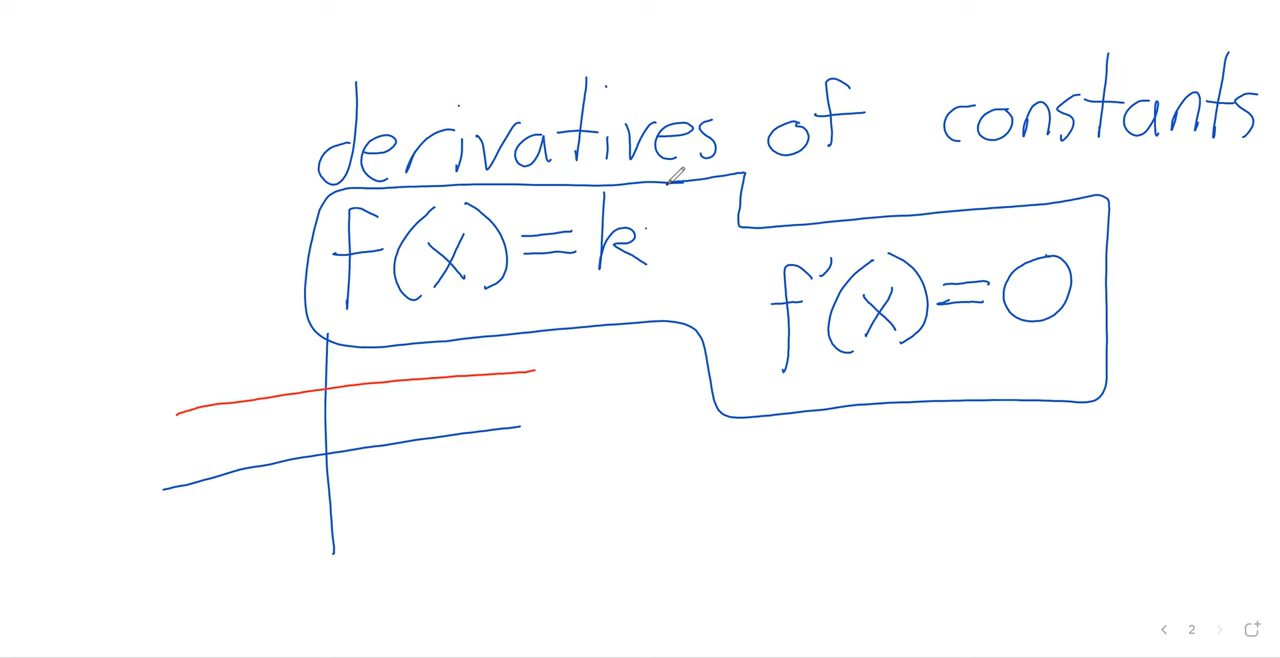 derivatives of constants
f(x)=k
f'(x)=0
2